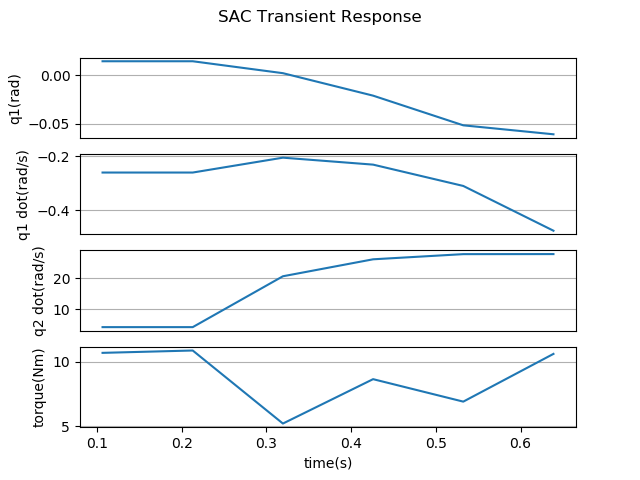 SAC Transient Response
0.00
−0.05
q1(rad)
−0.2
−0.4
q1 dot(rad/s)
20
10
q2 dot(rad/s)
10
5
torque(Nm)
0.1 0.2 0.3 0.4 0.5 0.6
time(s)